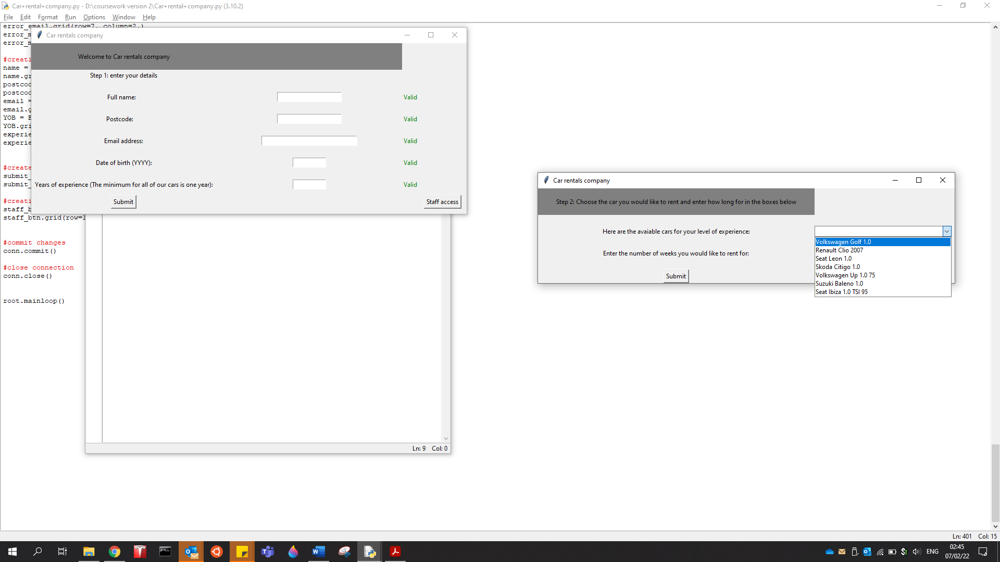 Car+rental+company.py - D:\coursework version 2\Car+rental+company.py (3.10.2)
File Edit Format Run Options Window Help
error_email.grid(row=7, column=2,)
error_m
error_m
#creati
name =
name.gr
postcod
postcod
email =
email.g
YOB = E
YOB.gri
experie
experie
#create
submit_
submit_
#creati
staff_b
staff_btn.grid(row=1
#commit changes
conn.commit()
#close connection
conn.close()
root.mainloop()
Car rentals company
Welcome to Car rentals company
Step 1: enter your details
Full name: Valid
Postcode: Valid
Email address: Valid
Date of birth (YYYY): Valid
Years of experience (The minimum for all of our cars is one year): Valid
Submit Staff access
Ln: 9 Col: 0
Car rentals company
Step 2: Choose the car you would like to rent and enter how long for in the boxes below
Here are the avaiable cars for your level of experience:
Enter the number of weeks you would like to rent for:
Submit
Volkswagen Golf 1.0
Renault Clio 2007
Seat Leon 1.0
Skoda Citigo 1.0
Volkswagen Up 1.0 75
Suzuki Baleno 1.0
Seat Ibiza 1.0 TSI 95
Ln: 401 Col: 15
ENG
02:45
07/02/22